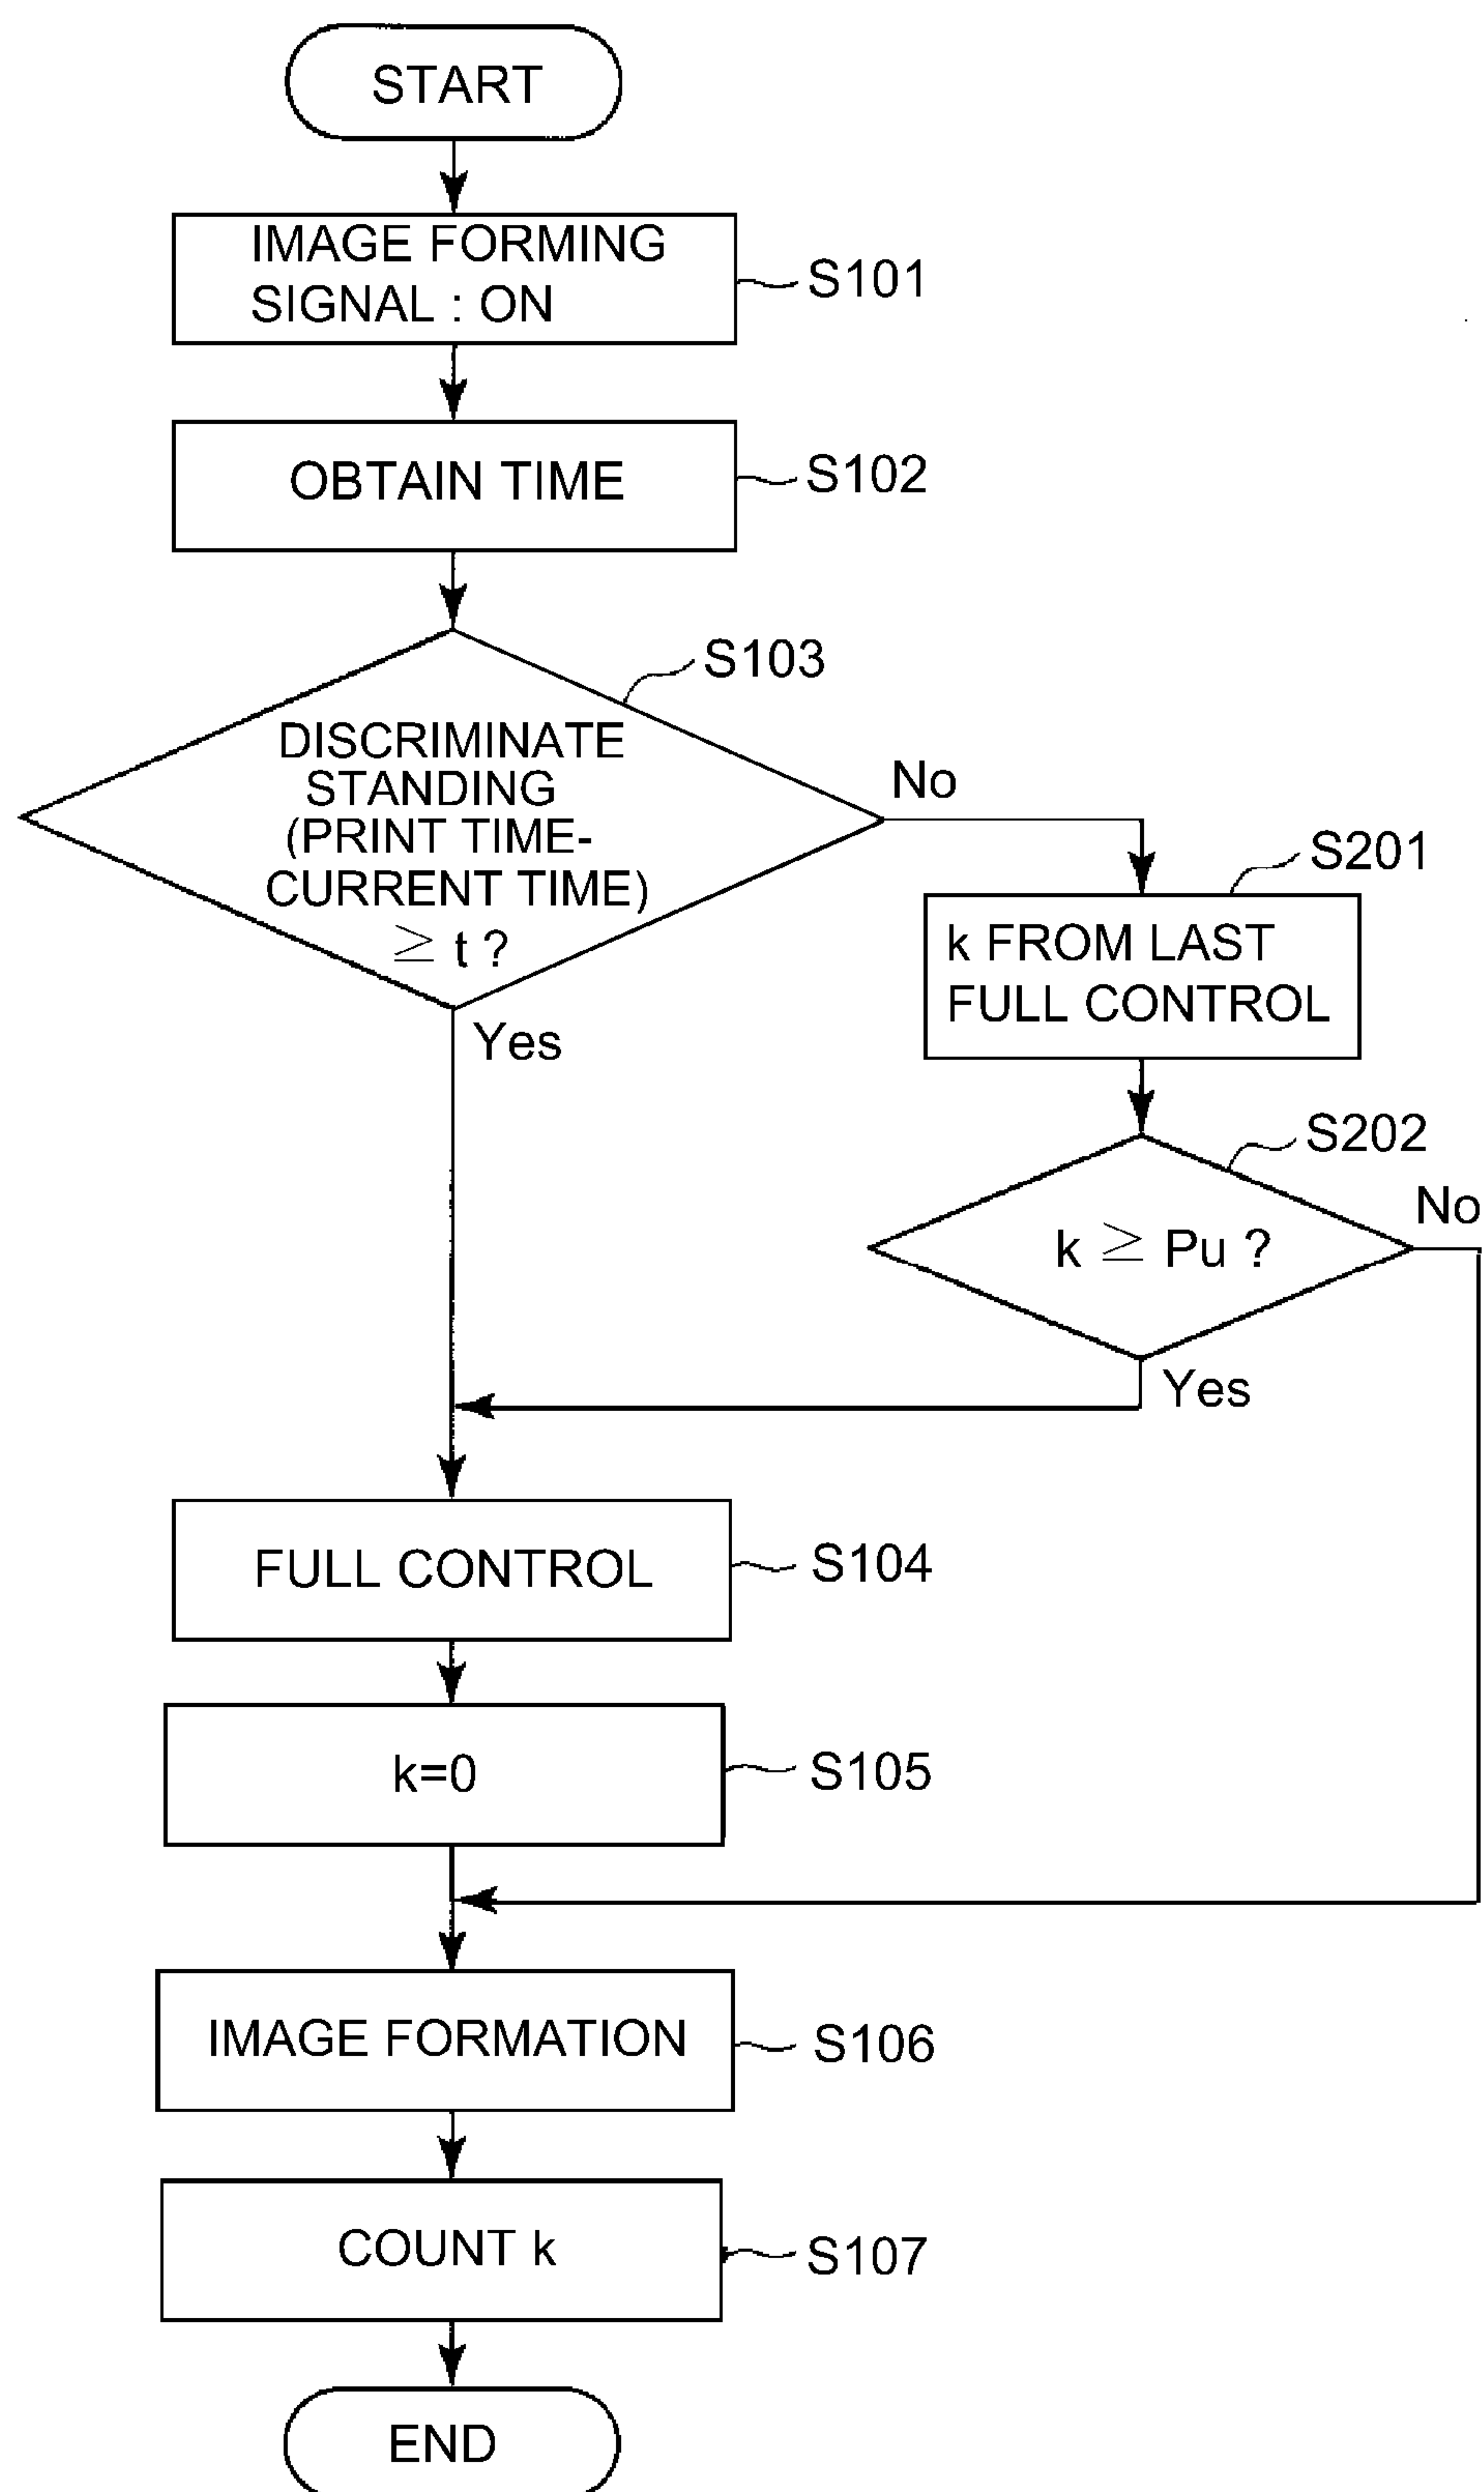 START
IMAGE FORMING
SIGNAL : ON
S101
OBTAIN TIME
S102
S103
DISCRIMINATE
STANDING
(PRINT TIME-
CURRENT TIME)
≧ t ?
No
Yes
S201
k FROM LAST
FULL CONTROL
S202
k ≧ Pu ?
No
Yes
FULL CONTROL
S104
k=0
S105
IMAGE FORMATION
S106
COUNT k
S107
END